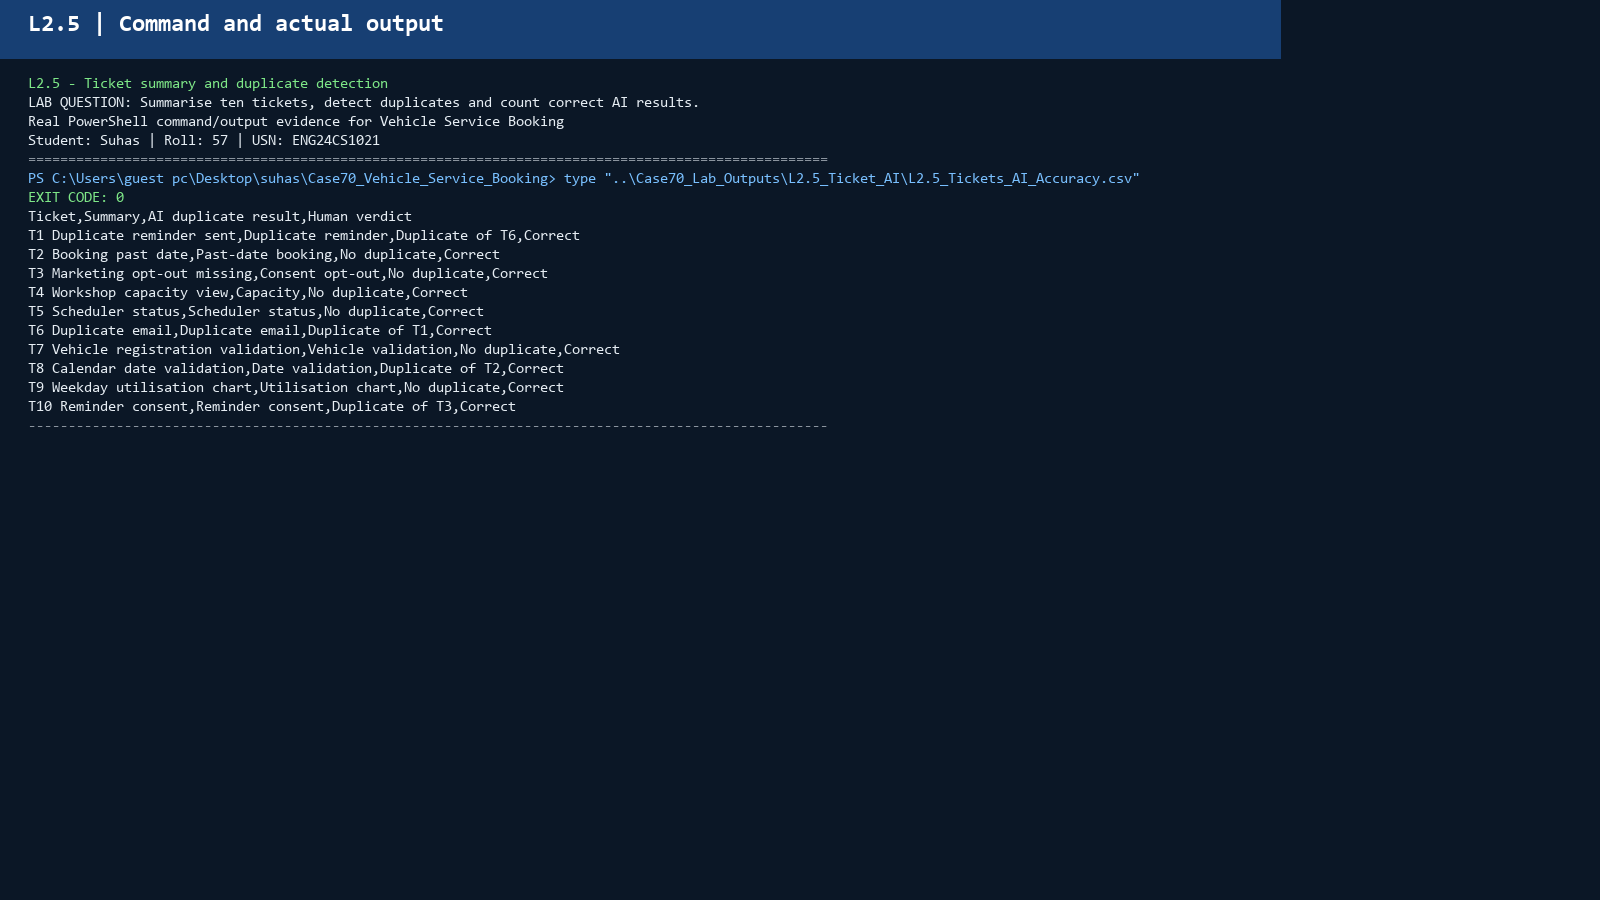 L2.5 | Command and actual output
L2.5 - Ticket summary and duplicate detection
LAB QUESTION: Summarise ten tickets, detect duplicates and count correct AI results.
Real PowerShell command/output evidence for Vehicle Service Booking
Student: Suhas | Roll: 57 | USN: ENG24CS1021
====================================================================================================
PS C:\Users\guest pc\Desktop\suhas\Case70_Vehicle_Service_Booking> type "..\Case70_Lab_Outputs\L2.5_Ticket_AI\L2.5_Tickets_AI_Accuracy.csv"
EXIT CODE: 0
Ticket,Summary,AI duplicate result,Human verdict
T1 Duplicate reminder sent,Duplicate reminder,Duplicate of T6,Correct
T2 Booking past date,Past-date booking,No duplicate,Correct
T3 Marketing opt-out missing,Consent opt-out,No duplicate,Correct
T4 Workshop capacity view,Capacity,No duplicate,Correct
T5 Scheduler status,Scheduler status,No duplicate,Correct
T6 Duplicate email,Duplicate email,Duplicate of T1,Correct
T7 Vehicle registration validation,Vehicle validation,No duplicate,Correct
T8 Calendar date validation,Date validation,Duplicate of T2,Correct
T9 Weekday utilisation chart,Utilisation chart,No duplicate,Correct
T10 Reminder consent,Reminder consent,Duplicate of T3,Correct
----------------------------------------------------------------------------------------------------